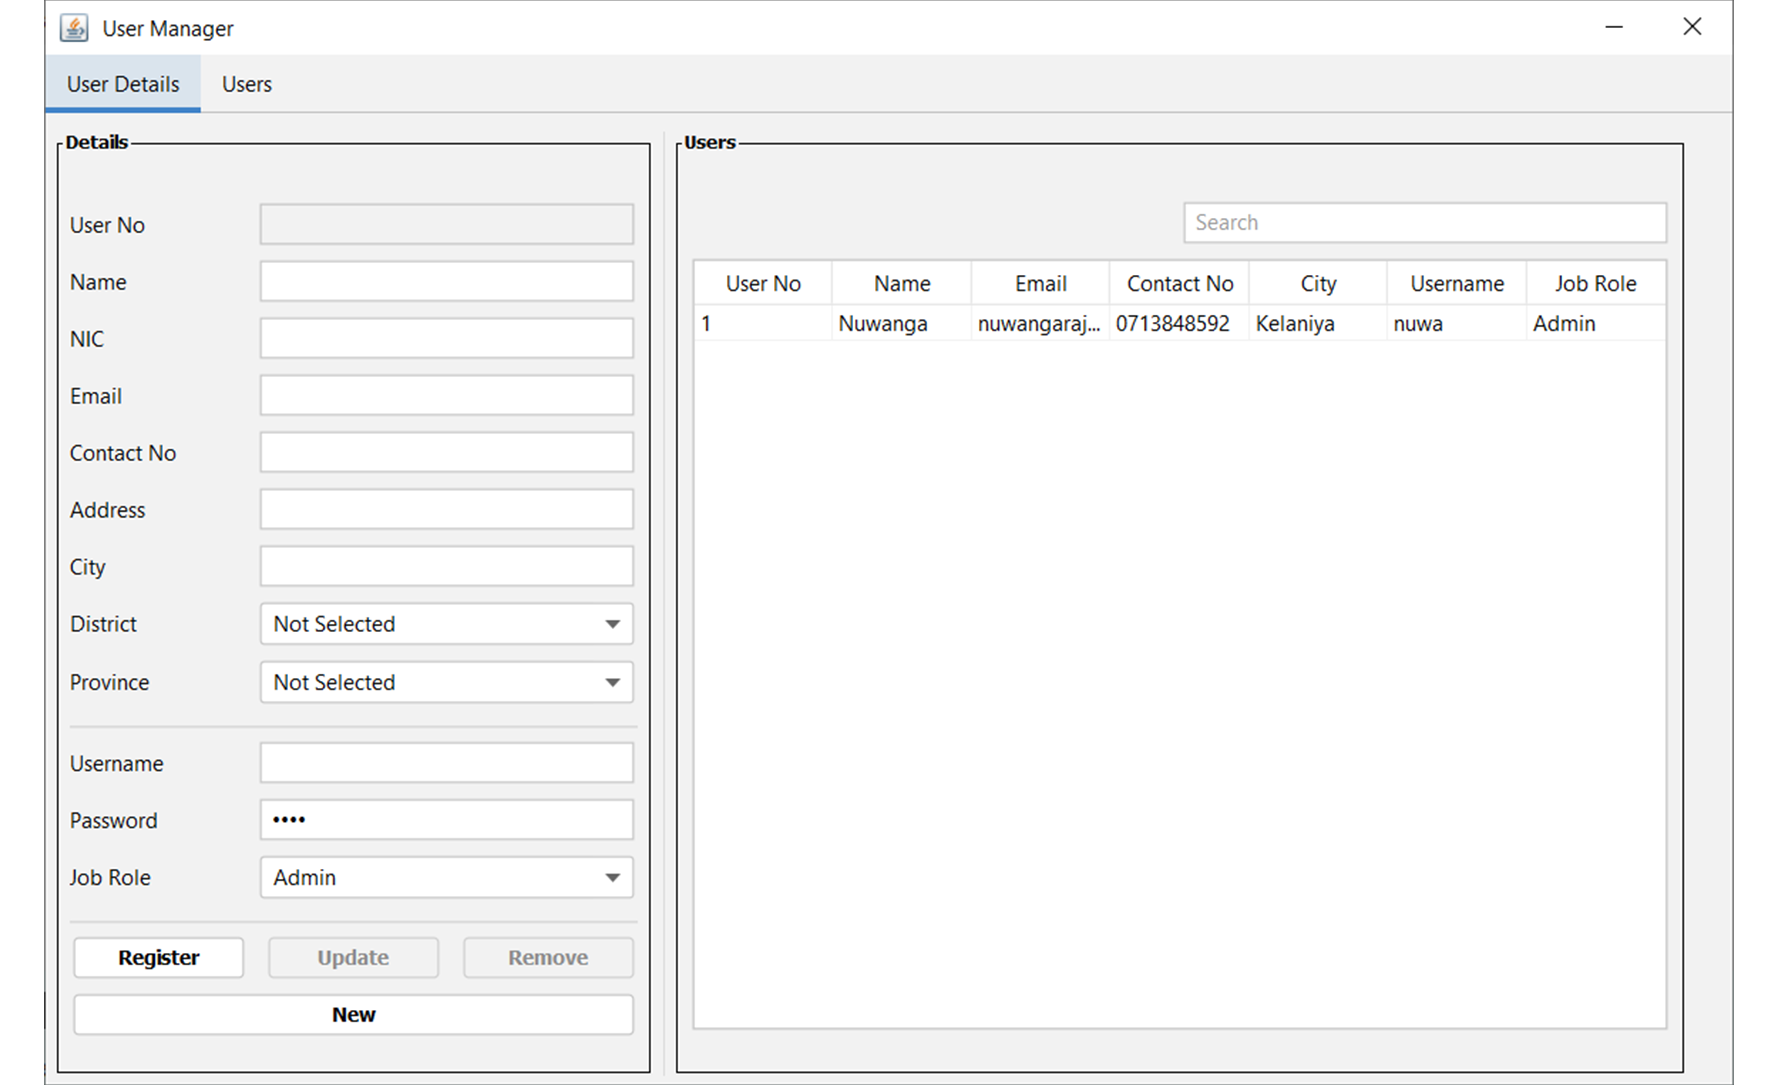 User Manager
User Details Users
Details
User No
Name
NIC
Email
Contact No
Address
City
District Not Selected
Province Not Selected
Username
Password ••••
Job Role Admin
Register Update Remove
New
Users
Search
User No Name Email Contact No City Username Job Role
1 Nuwanga nuwangaraj... 0713848592 Kelaniya nuwa Admin